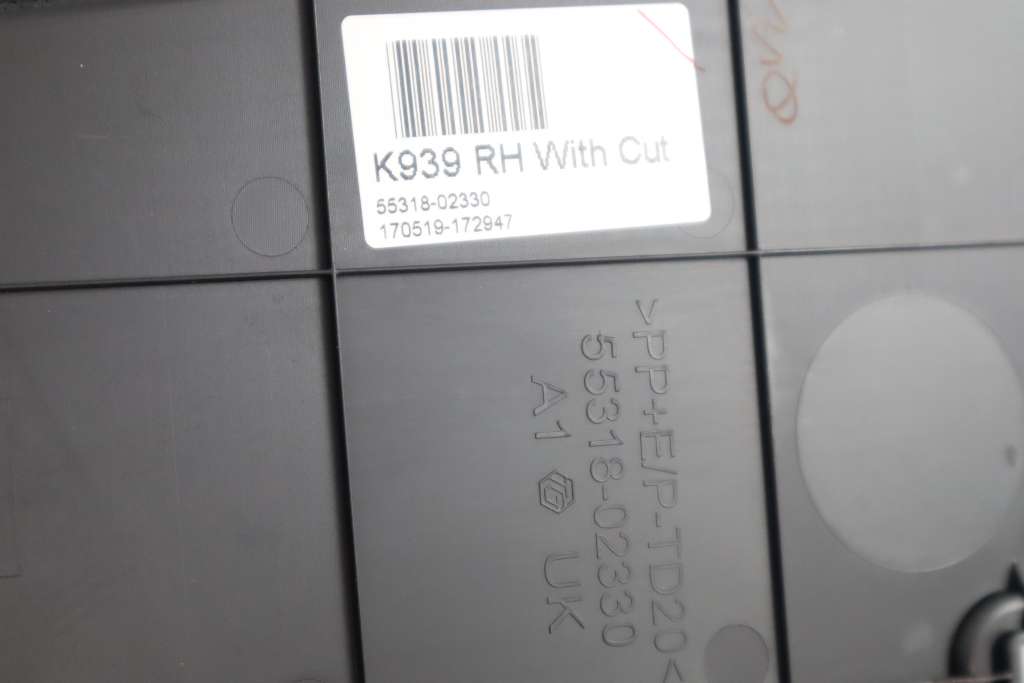 K939 RH With Cut
55318-02330
170519-172947
>PP+E/P-TD20<
55318-02330
A1 UK